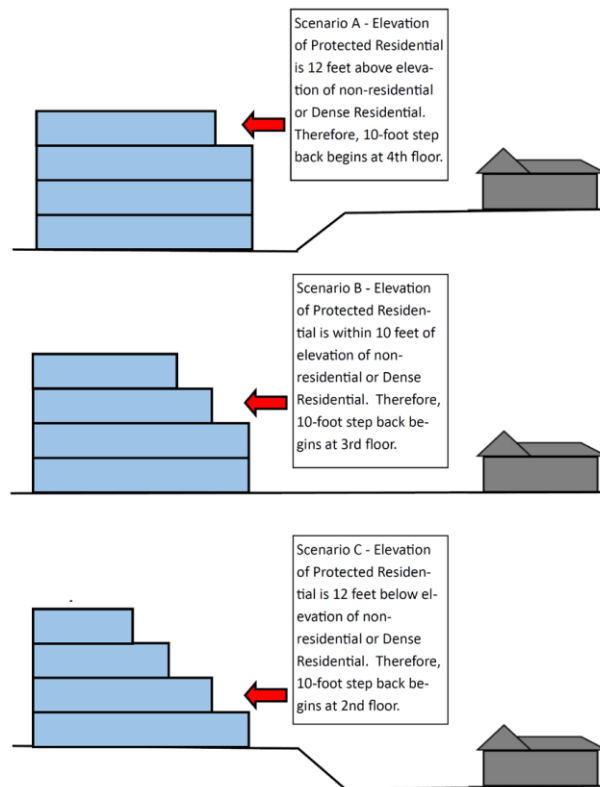 Scenario A - Elevation
of Protected Residential
is 12 feet above eleva-
tion of non-residential
or Dense Residential.
Therefore, 10-foot step
back begins at 4th floor.
Scenario B - Elevation
of Protected Residen-
tial is within 10 feet of
elevation of non-
residential or Dense
Residential.  Therefore,
10-foot step back be-
gins at 3rd floor.
Scenario C - Elevation
of Protected Residen-
tial is 12 feet below el-
evation of non-
residential or Dense
Residential.  Therefore,
10-foot step back be-
gins at 2nd floor.